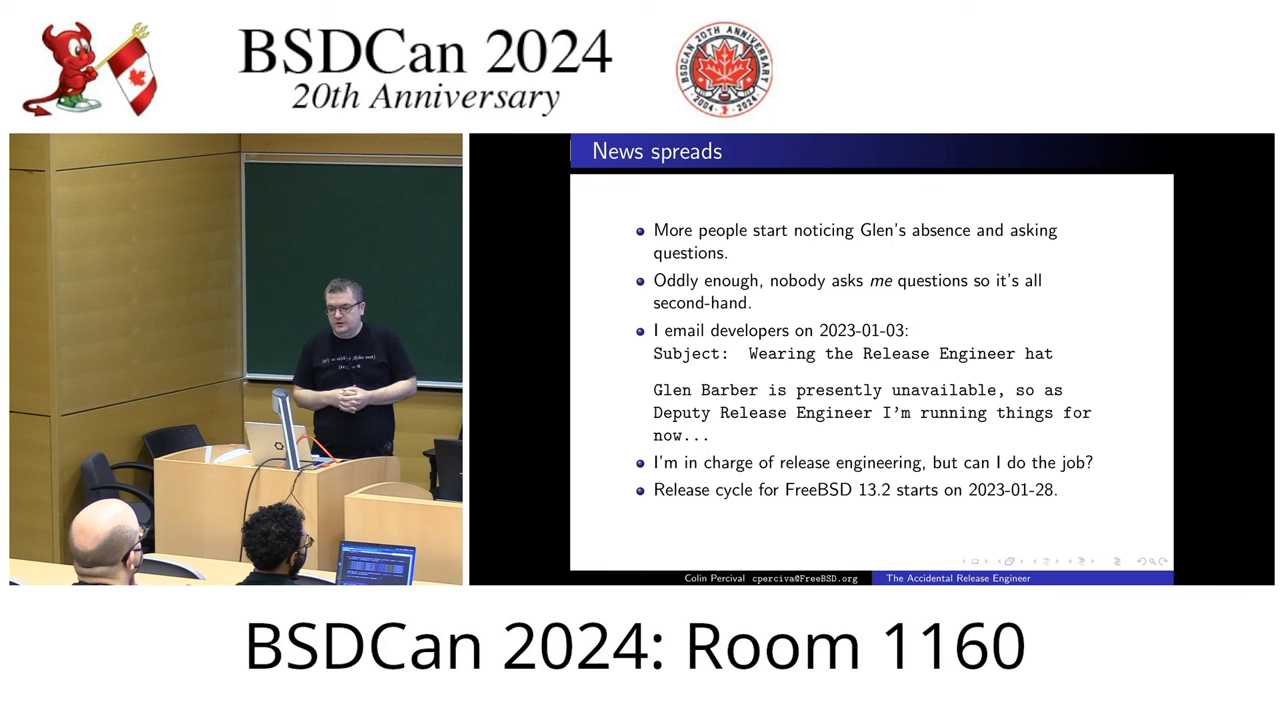 BSDCan 2024
20th Anniversary
BSDCAN 20TH ANNIVERSARY
2004 2024
News spreads
More people start noticing Glen's absence and asking
questions.
Oddly enough, nobody asks me questions so it's all
second-hand.
I email developers on 2023-01-03:
Subject: Wearing the Release Engineer hat
Glen Barber is presently unavailable, so as
Deputy Release Engineer I'm running things for
now...
I'm in charge of release engineering, but can I do the job?
Release cycle for FreeBSD 13.2 starts on 2023-01-28.
Colin Percival cperciva@FreeBSD.org
The Accidental Release Engineer
BSDCan 2024: Room 1160